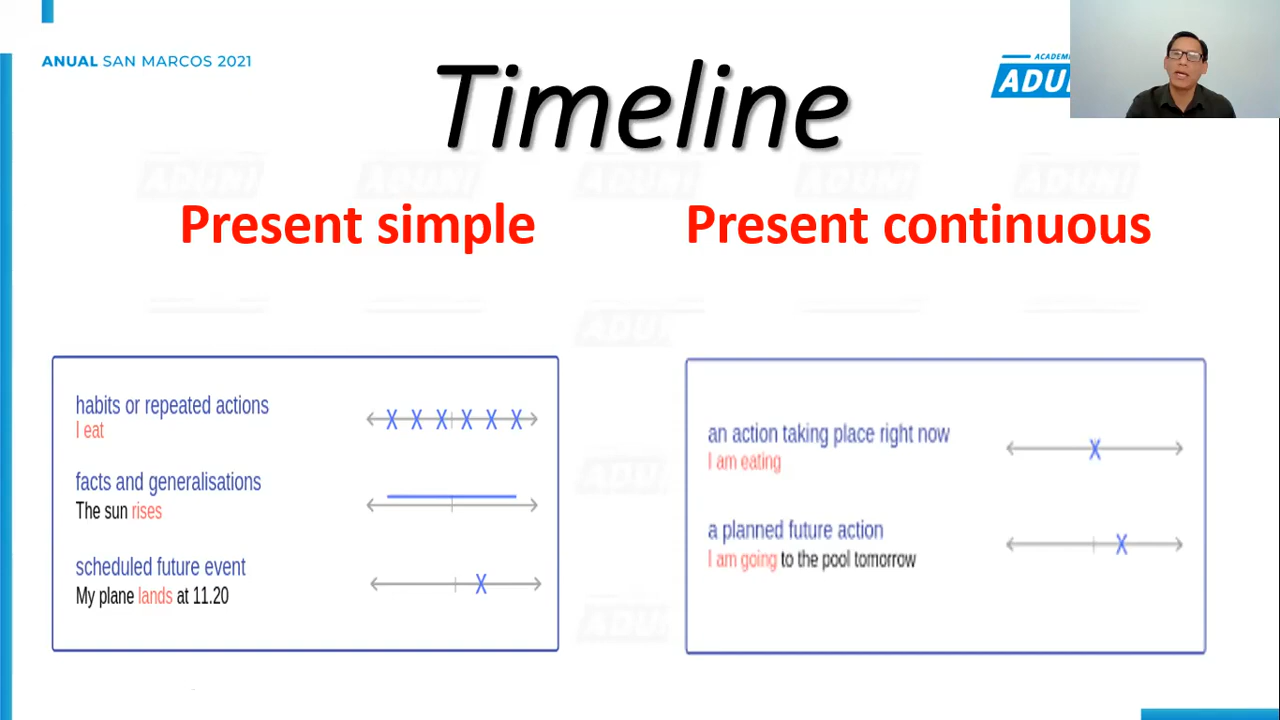 ANUAL SAN MARCOS 2021
ACADEMI
ADUNI
Timeline
Present simple
Present continuous
habits or repeated actions
I eat
facts and generalisations
The sun rises
scheduled future event
My plane lands at 11.20
an action taking place right now
I am eating
a planned future action
I am going to the pool tomorrow